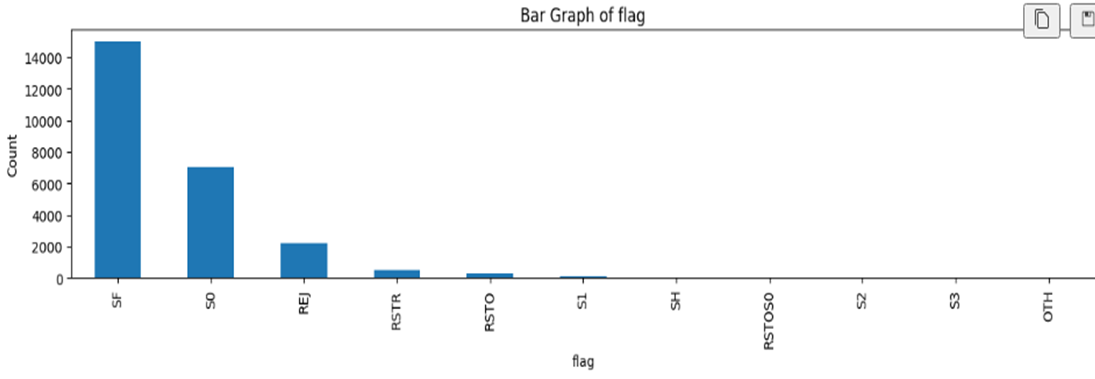 Bar Graph of flag
Count
14000
12000
10000
8000
6000
4000
2000
0
SF
S0
REJ
RSTR
RSTO
S1
SH
RSTOS0
S2
S3
OTH
flag